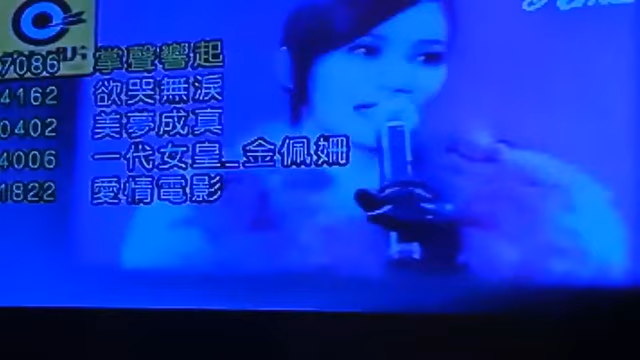 7086 掌聲響起
4162 欲哭無淚
0402 美夢成真
4006 一代女皇_金佩姍
1822 愛情電影